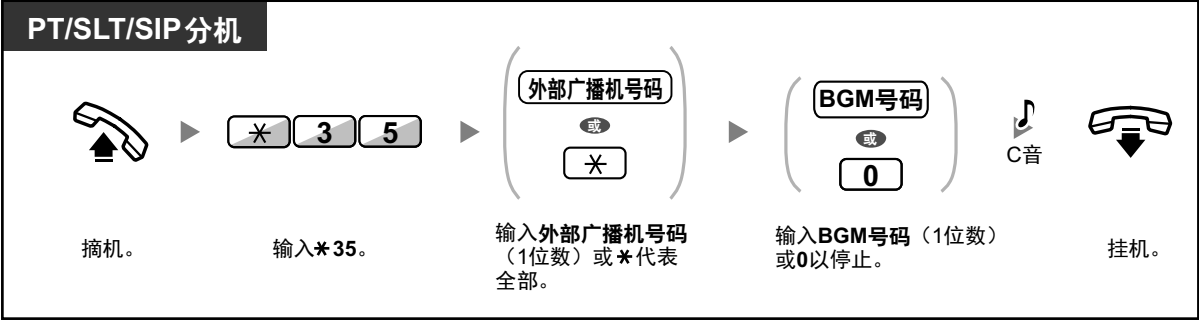 PT/SLT/SIP分机
外部广播机号码
或
*
BGM号码
或
0
* 3 5
C音
摘机。
输入*35。
输入外部广播机号码
（1位数）或*代表
全部。
输入BGM号码（1位数）
或0以停止。
挂机。